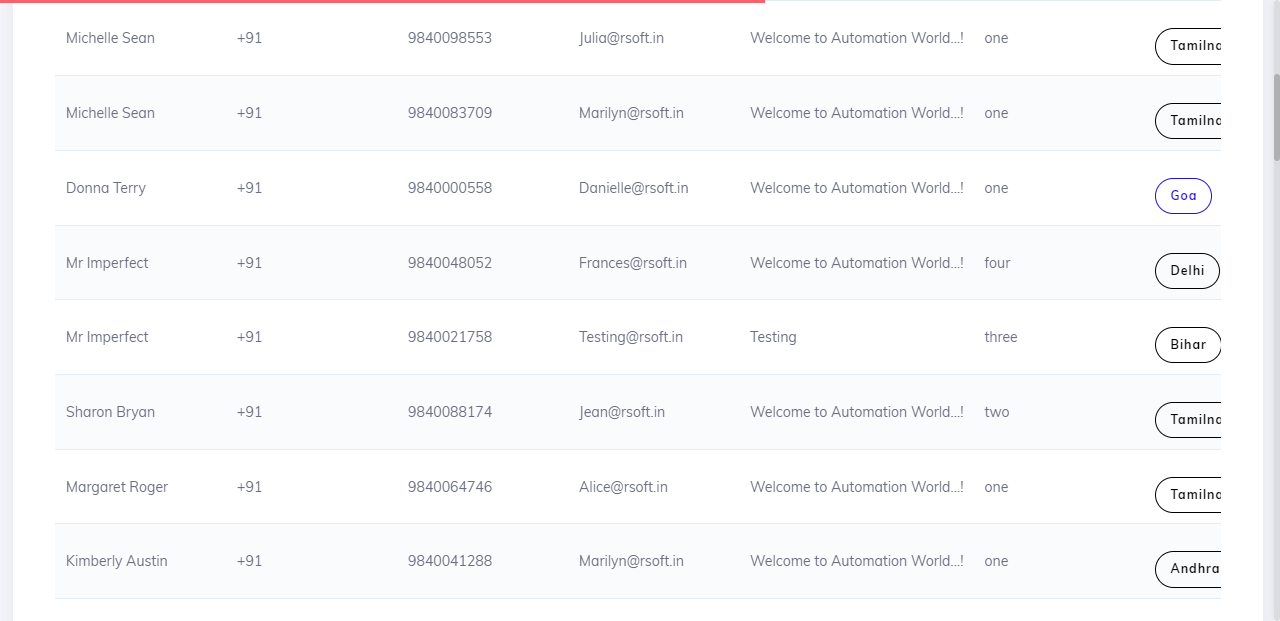 Michelle Sean +91 9840098553 Julia@rsoft.in Welcome to Automation World...! one Tamilna
Michelle Sean +91 9840083709 Marilyn@rsoft.in Welcome to Automation World...! one Tamilna
Donna Terry +91 9840000558 Danielle@rsoft.in Welcome to Automation World...! one Goa
Mr Imperfect +91 9840048052 Frances@rsoft.in Welcome to Automation World...! four Delhi
Mr Imperfect +91 9840021758 Testing@rsoft.in Testing three Bihar
Sharon Bryan +91 9840088174 Jean@rsoft.in Welcome to Automation World...! two Tamilna
Margaret Roger +91 9840064746 Alice@rsoft.in Welcome to Automation World...! one Tamilna
Kimberly Austin +91 9840041288 Marilyn@rsoft.in Welcome to Automation World...! one Andhra